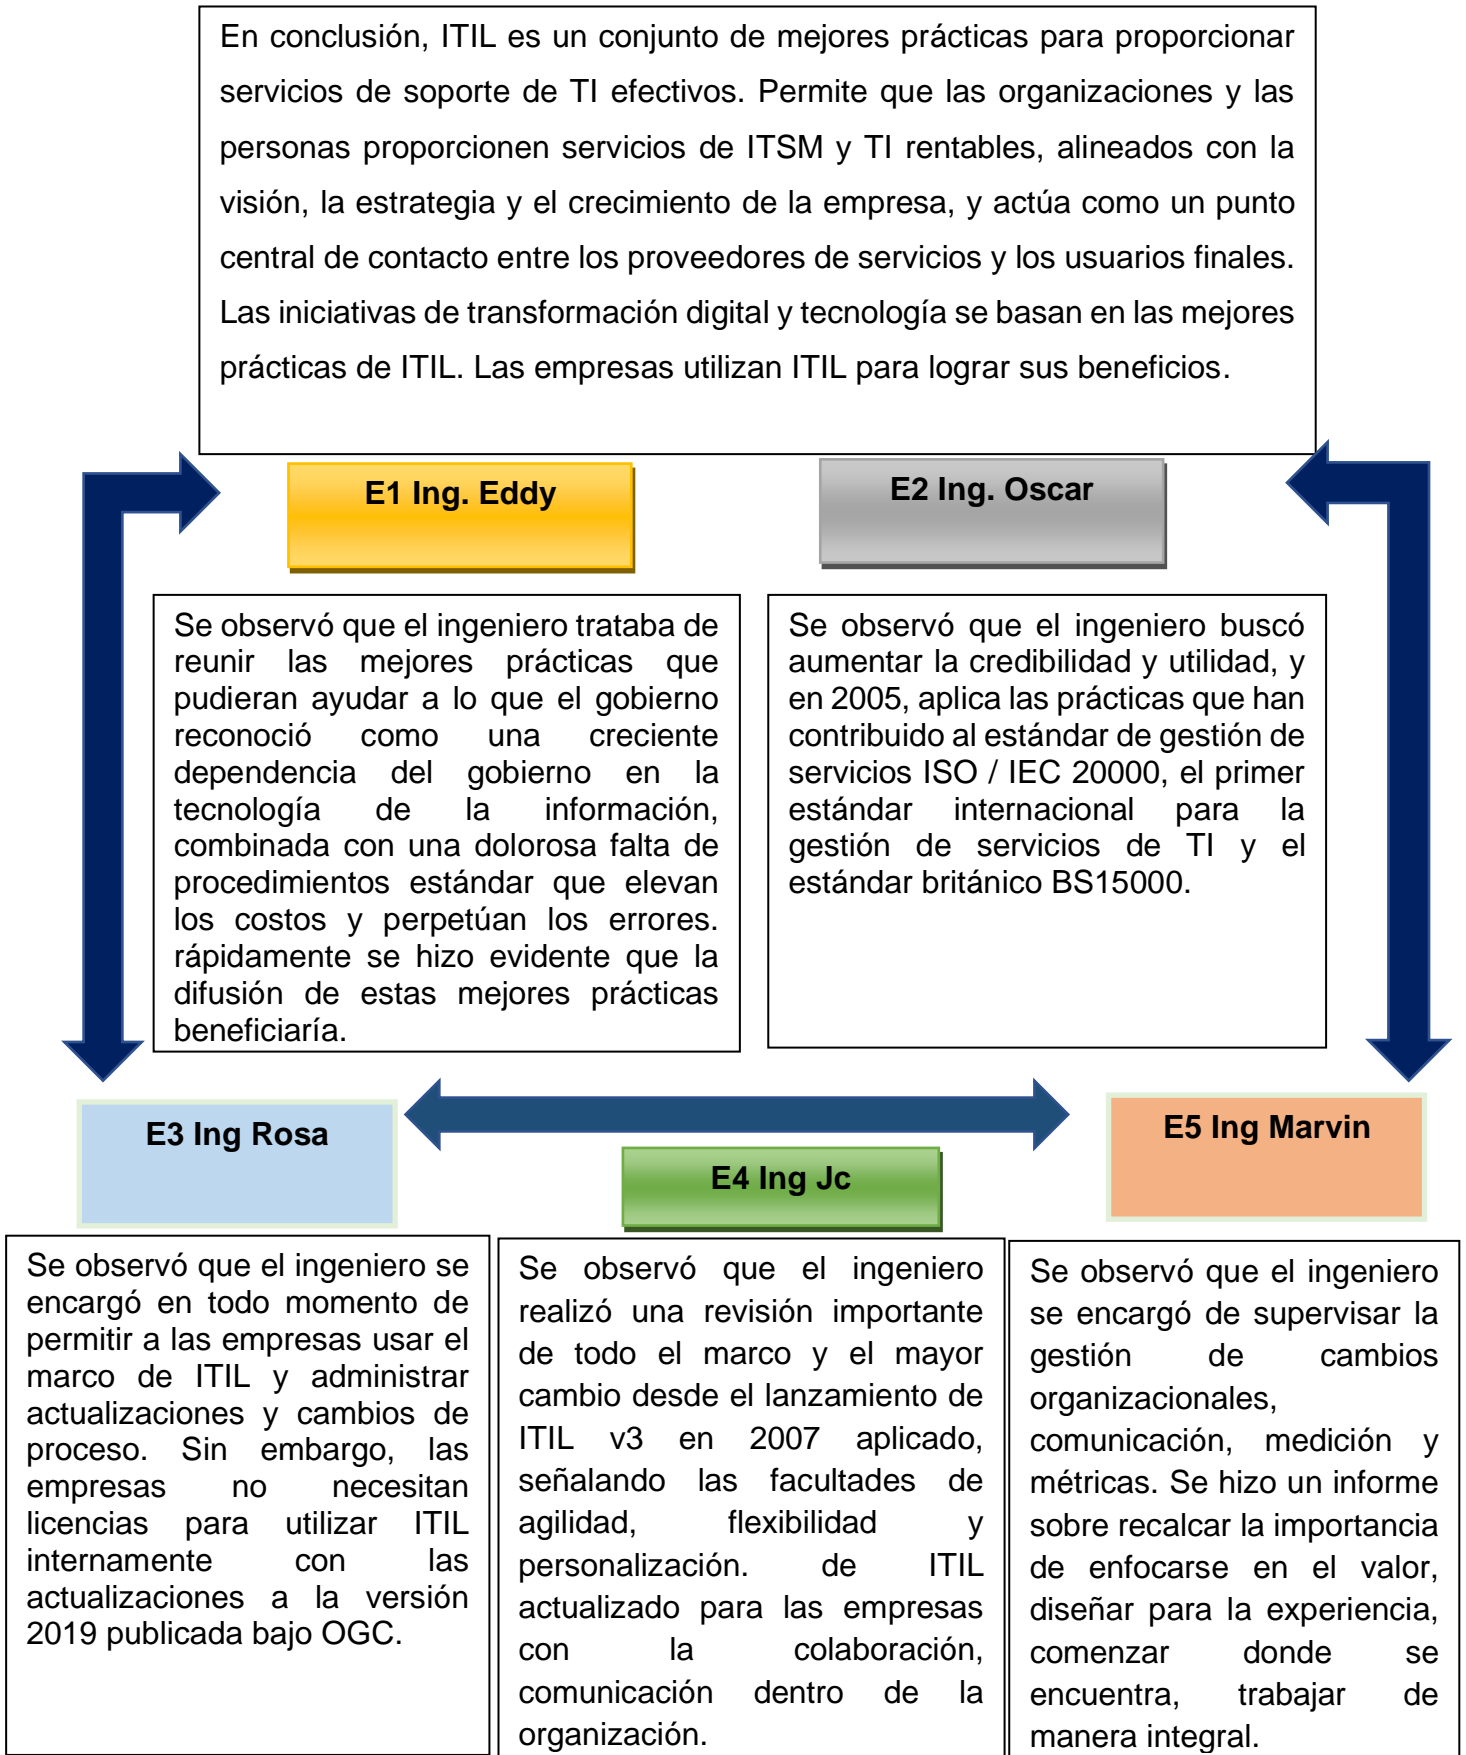 En conclusión, ITIL es un conjunto de mejores prácticas para proporcionar
servicios de soporte de TI efectivos. Permite que las organizaciones y las
personas proporcionen servicios de ITSM y TI rentables, alineados con la
visión, la estrategia y el crecimiento de la empresa, y actúa como un punto
central de contacto entre los proveedores de servicios y los usuarios finales.
Las iniciativas de transformación digital y tecnología se basan en las mejores
prácticas de ITIL. Las empresas utilizan ITIL para lograr sus beneficios.
E1 Ing. Eddy
Se observó que el ingeniero trataba de
reunir las mejores prácticas que
pudieran ayudar a lo que el gobierno
reconoció como una creciente
dependencia del gobierno en la
tecnología de la información,
combinada con una dolorosa falta de
procedimientos estándar que elevan
los costos y perpetúan los errores.
rápidamente se hizo evidente que la
difusión de estas mejores prácticas
beneficiaría.
E2 Ing. Oscar
Se observó que el ingeniero buscó
aumentar la credibilidad y utilidad, y
en 2005, aplica las prácticas que han
contribuido al estándar de gestión de
servicios ISO / IEC 20000, el primer
estándar internacional para la
gestión de servicios de TI y el
estándar británico BS15000.
E3 Ing Rosa
Se observó que el ingeniero se
encargó en todo momento de
permitir a las empresas usar el
marco de ITIL y administrar
actualizaciones y cambios de
proceso. Sin embargo, las
empresas no necesitan
licencias para utilizar ITIL
internamente con las
actualizaciones a la versión
2019 publicada bajo OGC.
E4 Ing Jc
Se observó que el ingeniero
realizó una revisión importante
de todo el marco y el mayor
cambio desde el lanzamiento de
ITIL v3 en 2007 aplicado,
señalando las facultades de
agilidad, flexibilidad y
personalización. de ITIL
actualizado para las empresas
con la colaboración,
comunicación dentro de la
organización.
E5 Ing Marvin
Se observó que el ingeniero
se encargó de supervisar la
gestión de cambios
organizacionales,
comunicación, medición y
métricas. Se hizo un informe
sobre recalcar la importancia
de enfocarse en el valor,
diseñar para la experiencia,
comenzar donde se
encuentra, trabajar de
manera integral.